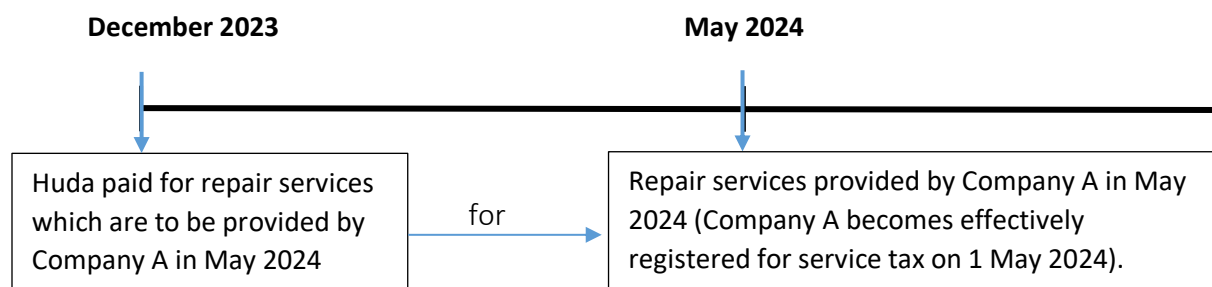 December 2023
May 2024
Huda paid for repair services
which are to be provided by
Company A in May 2024
for
Repair services provided by Company A in May
2024 (Company A becomes effectively
registered for service tax on 1 May 2024).